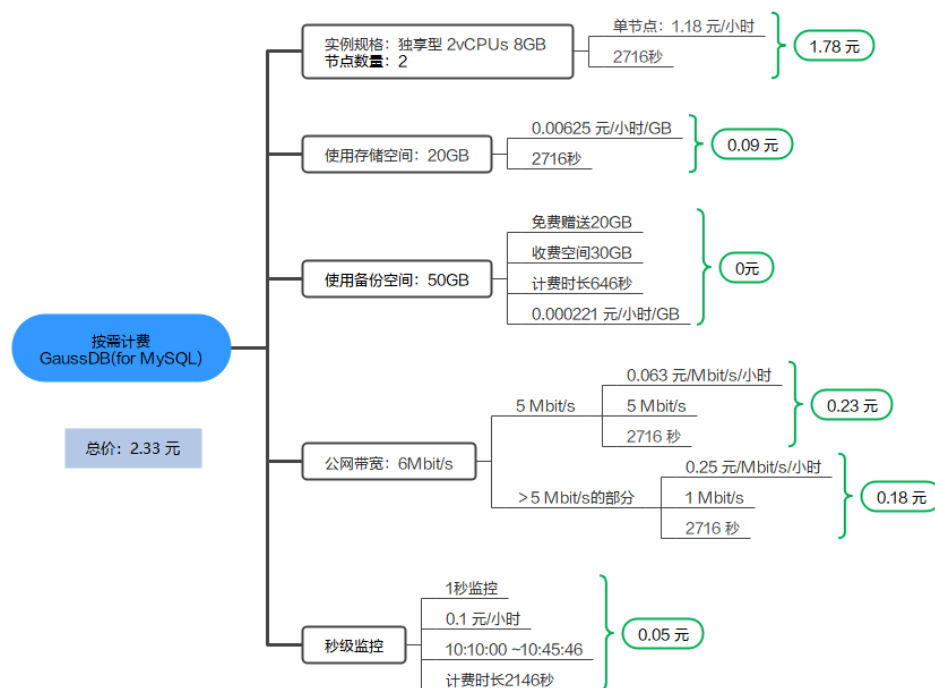 按需计费
GaussDB(for MySQL)
总价：2.33 元
实例规格：独享型 2vCPUs 8GB
节点数量：2
单节点：1.18 元/小时
2716秒
1.78 元
使用存储空间：20GB
0.00625 元/小时/GB
2716秒
0.09 元
使用备份空间：50GB
免费赠送20GB
收费空间30GB
计费时长646秒
0.000221 元/小时/GB
0元
公网带宽：6Mbit/s
5 Mbit/s
0.063 元/Mbit/s/小时
5 Mbit/s
2716 秒
0.23 元
＞5 Mbit/s的部分
0.25 元/Mbit/s/小时
1 Mbit/s
2716 秒
0.18 元
秒级监控
1秒监控
0.1 元/小时
10:10:00 ~10:45:46
计费时长2146秒
0.05 元